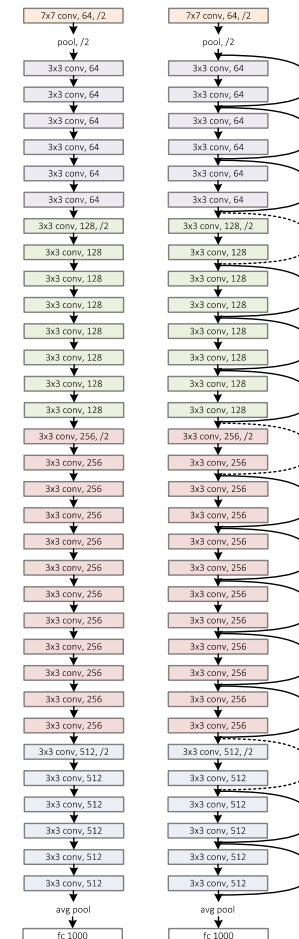 7x7 conv, 64, /2
pool, /2
3x3 conv, 64
3x3 conv, 64
3x3 conv, 64
3x3 conv, 64
3x3 conv, 64
3x3 conv, 64
3x3 conv, 128, /2
3x3 conv, 128
3x3 conv, 128
3x3 conv, 128
3x3 conv, 128
3x3 conv, 128
3x3 conv, 128
3x3 conv, 128
3x3 conv, 256, /2
3x3 conv, 256
3x3 conv, 256
3x3 conv, 256
3x3 conv, 256
3x3 conv, 256
3x3 conv, 256
3x3 conv, 256
3x3 conv, 256
3x3 conv, 256
3x3 conv, 256
3x3 conv, 256
3x3 conv, 512, /2
3x3 conv, 512
3x3 conv, 512
3x3 conv, 512
3x3 conv, 512
3x3 conv, 512
avg pool
fc 1000
7x7 conv, 64, /2
pool, /2
3x3 conv, 64
3x3 conv, 64
3x3 conv, 64
3x3 conv, 64
3x3 conv, 64
3x3 conv, 64
3x3 conv, 128, /2
3x3 conv, 128
3x3 conv, 128
3x3 conv, 128
3x3 conv, 128
3x3 conv, 128
3x3 conv, 128
3x3 conv, 128
3x3 conv, 256, /2
3x3 conv, 256
3x3 conv, 256
3x3 conv, 256
3x3 conv, 256
3x3 conv, 256
3x3 conv, 256
3x3 conv, 256
3x3 conv, 256
3x3 conv, 256
3x3 conv, 256
3x3 conv, 256
3x3 conv, 512, /2
3x3 conv, 512
3x3 conv, 512
3x3 conv, 512
3x3 conv, 512
3x3 conv, 512
avg pool
fc 1000